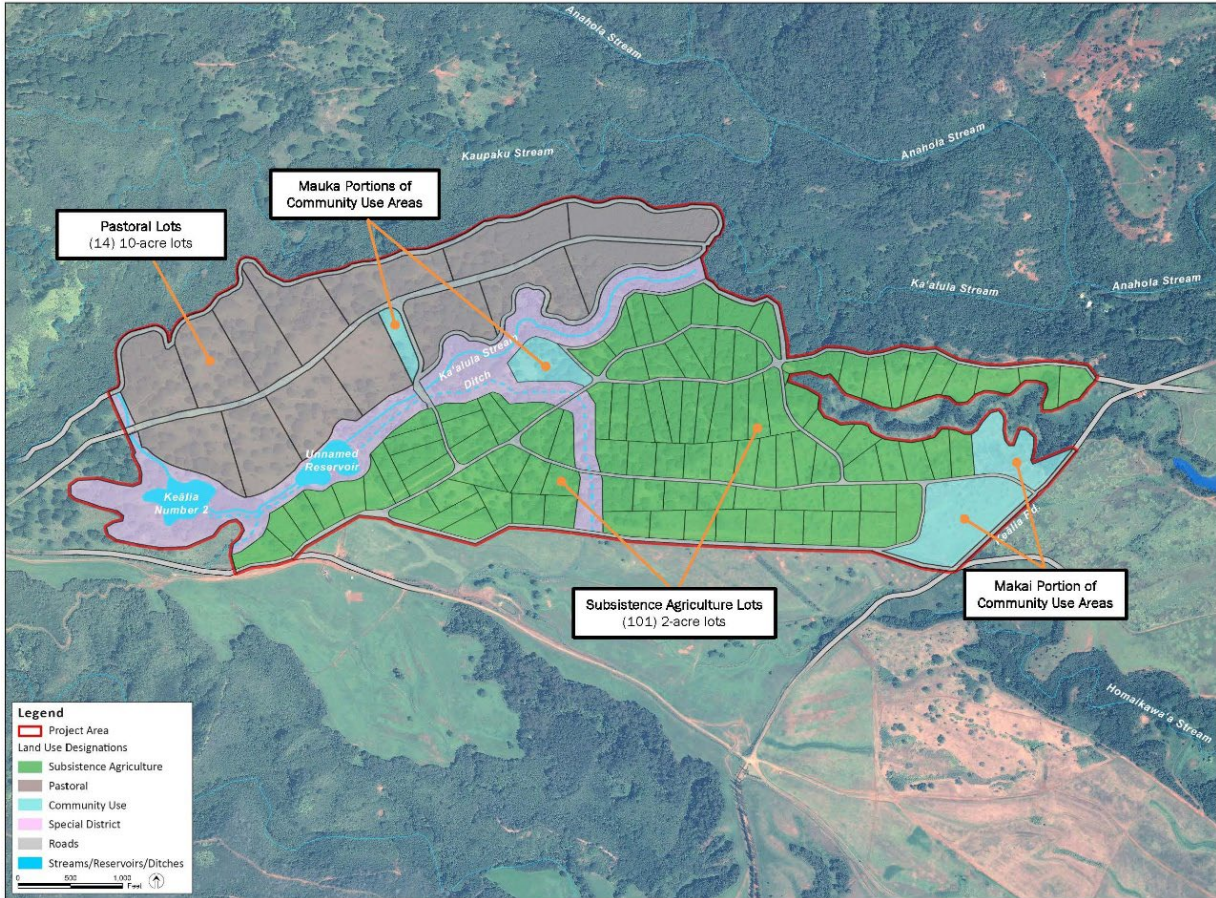 Anahola Stream
Anahola Stream
Kaupaku Stream
Mauka Portions of
Community Use Areas
Pastoral Lots
(14) 10-acre lots
Ka'alula Stream
Anahola Stream
Ka'alula Stream
Ditch
Unnamed
Reservoir
Keālia
Number 2
Keālia Rd.
Subsistence Agriculture Lots
(101) 2-acre lots
Makai Portion of
Community Use Areas
Homaikawa'a Stream
Legend
Project Area
Land Use Designations
Subsistence Agriculture
Pastoral
Community Use
Special District
Roads
Streams/Reservoirs/Ditches
0 500 1,000
Feet